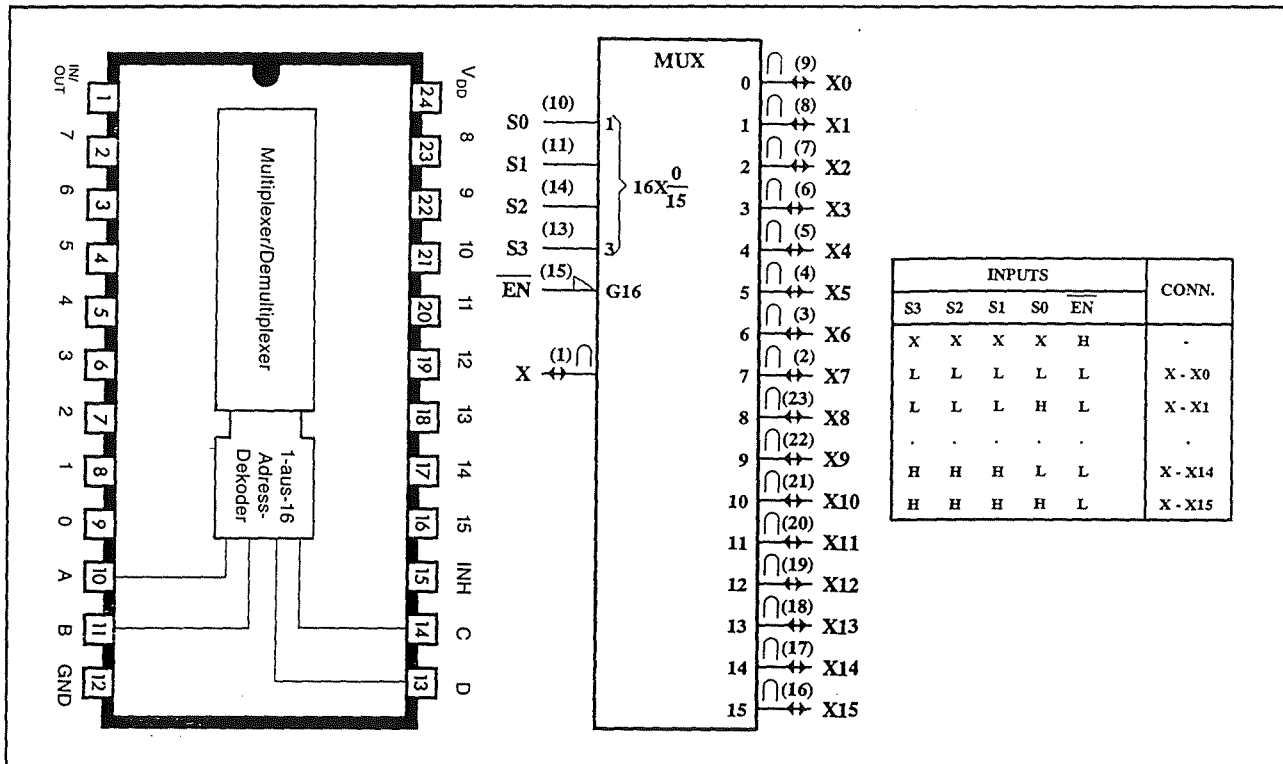 IN/
OUT
1
7
2
6
3
5
4
4
5
3
6
2
7
1
8
0
9
A
10
B
11
GND
12
Multiplexer/Demultiplexer
1-aus-16
Adress-
Dekoder
24
VDD
23
8
22
9
21
10
20
11
19
12
18
13
17
14
16
15
15
INH
14
C
13
D
MUX
S0 (10) 1
S1 (11)
S2 (14)
S3 (13) 3
16X 0/15
EN (15) G16
X (1)
0 (9) X0
1 (8) X1
2 (7) X2
3 (6) X3
4 (5) X4
5 (4) X5
6 (3) X6
7 (2) X7
8 (23) X8
9 (22) X9
10 (21) X10
11 (20) X11
12 (19) X12
13 (18) X13
14 (17) X14
15 (16) X15
INPUTS CONN.
S3 S2 S1 S0 EN
X X X X H -
L L L L L X - X0
L L L H L X - X1
. . . . . .
H H H L L X - X14
H H H H L X - X15